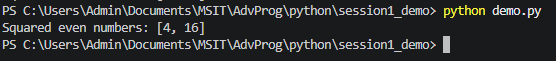 PS C:\Users\Admin\Documents\MSIT\AdvProg\python\session1_demo> python demo.py
Squared even numbers: [4, 16]
PS C:\Users\Admin\Documents\MSIT\AdvProg\python\session1_demo>